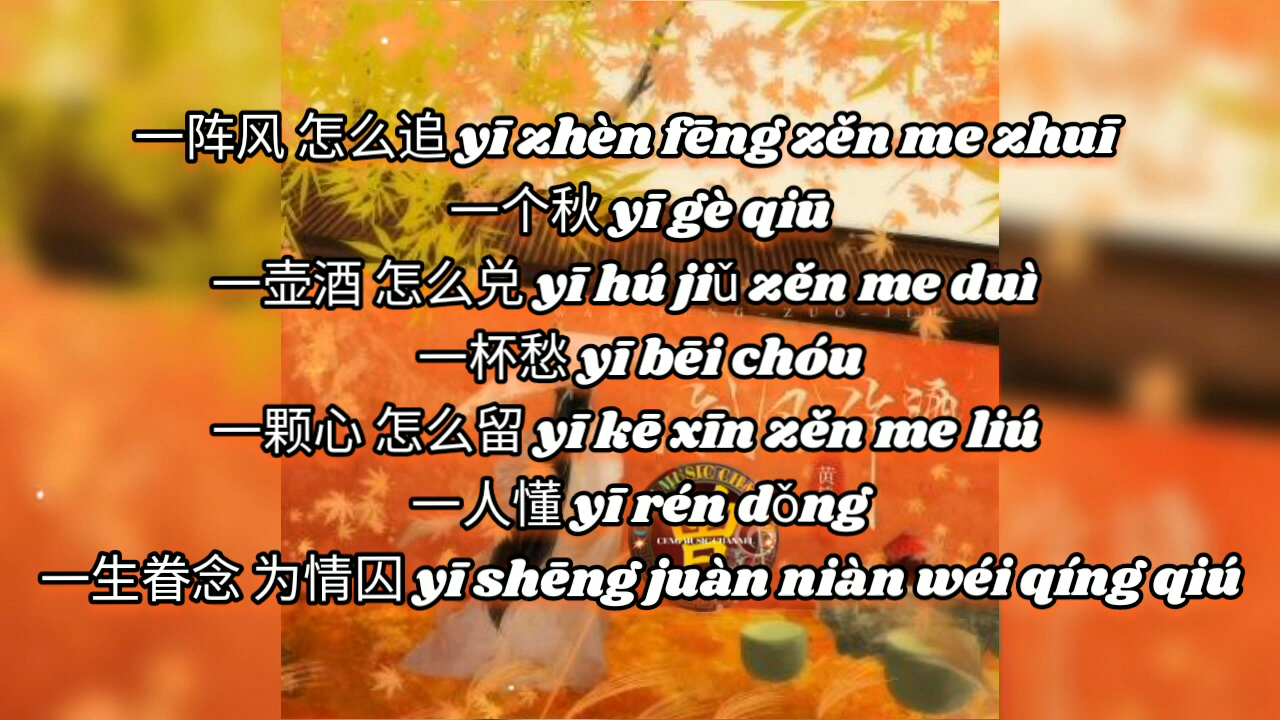 一阵风 怎么追 yī zhèn fēng zěn me zhuī
一个秋 yī gè qiū
一壶酒 怎么兑 yī hú jiǔ zěn me duì
一杯愁 yī bēi chóu
一颗心 怎么留 yī kē xīn zěn me liú
一人懂 yī rén dǒng
一生眷念 为情囚 yī shēng juàn niàn wéi qíng qiú
CENG MUSIC CHANNEL